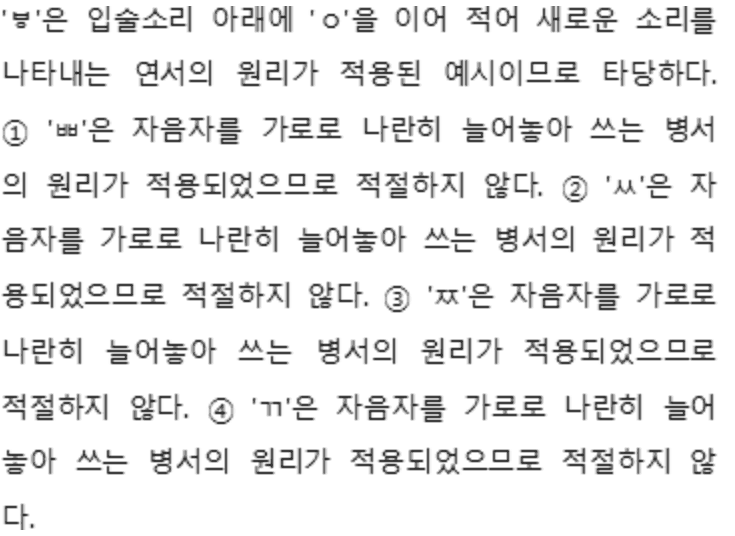 'ㅸ'은 입술소리 아래에 'ㅇ'을 이어 적어 새로운 소리를
나타내는 연서의 원리가 적용된 예시이므로 타당하다.
① 'ㅃ'은 자음자를 가로로 나란히 늘어놓아 쓰는 병서
의 원리가 적용되었으므로 적절하지 않다. ② 'ㅆ'은 자
음자를 가로로 나란히 늘어놓아 쓰는 병서의 원리가 적
용되었으므로 적절하지 않다. ③ 'ㅉ'은 자음자를 가로로
나란히 늘어놓아 쓰는 병서의 원리가 적용되었으므로
적절하지 않다. ④ 'ㄲ'은 자음자를 가로로 나란히 늘어
놓아 쓰는 병서의 원리가 적용되었으므로 적절하지 않
다.